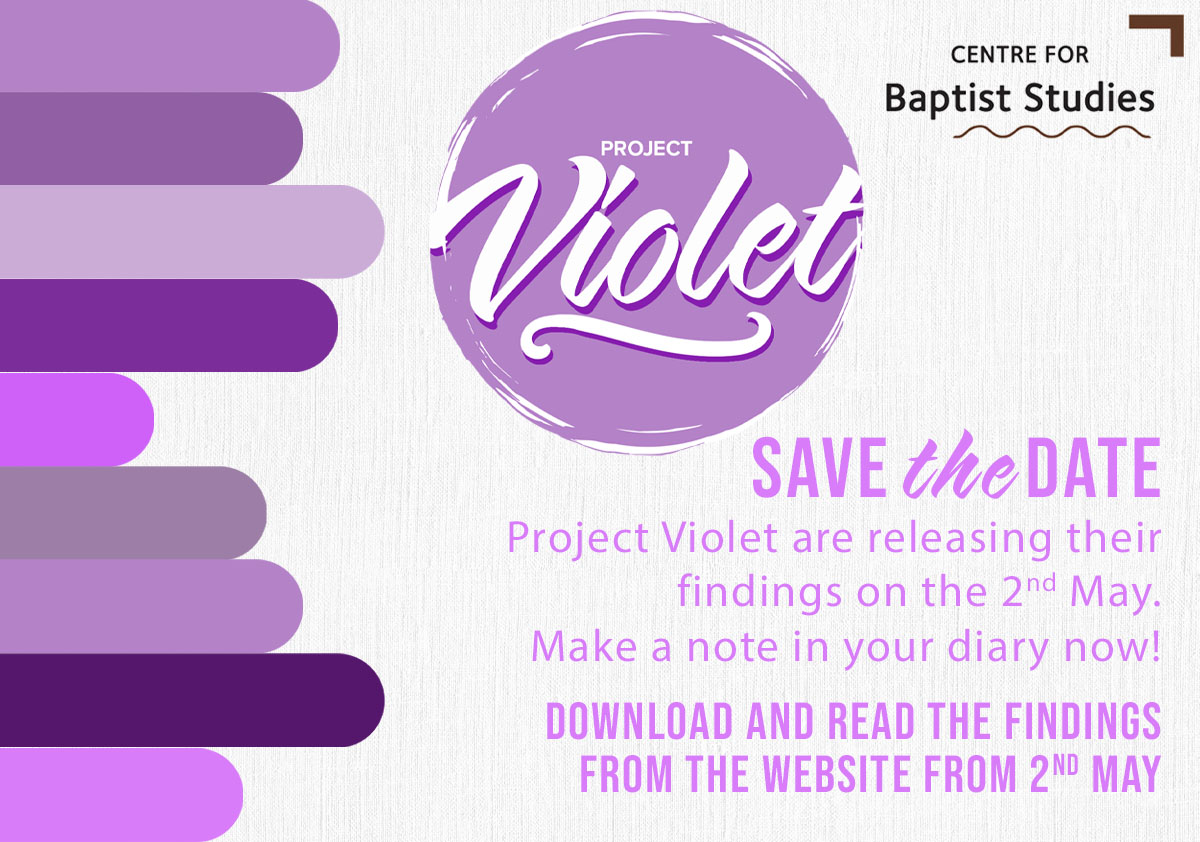 CENTRE FOR
Baptist Studies
PROJECT
Violet
SAVE the DATE
Project Violet are releasing their
findings on the 2nd May.
Make a note in your diary now!
DOWNLOAD AND READ THE FINDINGS
FROM THE WEBSITE FROM 2ND MAY